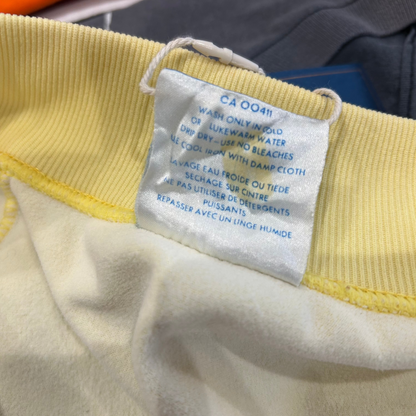 CA 00411
WASH ONLY IN COLD
OR LUKEWARM WATER
DRIP DRY–USE NO BLEACHES
USE COOL IRON WITH DAMP CLOTH
LAVAGE EAU FROIDE OU TIEDE
SECHAGE SUR CINTRE
NE PAS UTILISER DE DETERGENTS
PUISSANTS
REPASSER AVEC UN LINGE HUMIDE